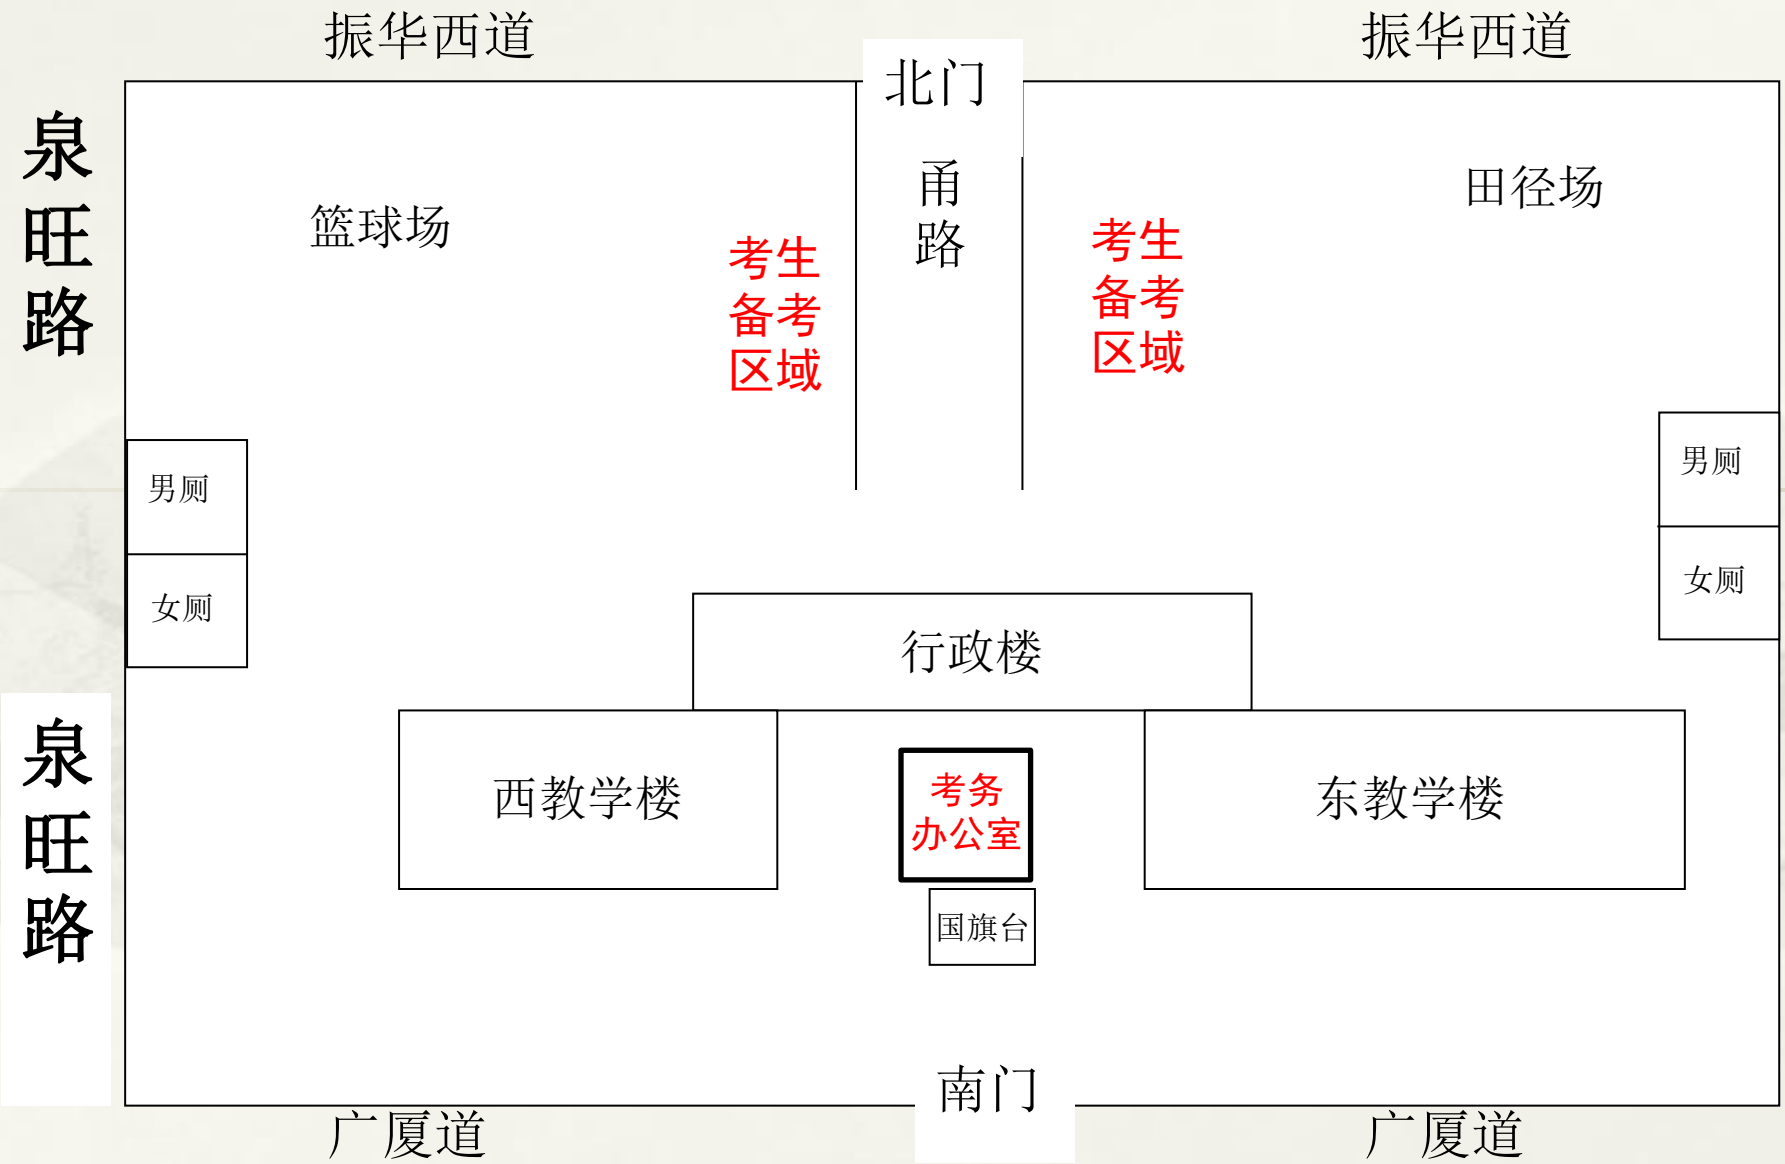 振华西道
振华西道
北门
泉
旺
路
甬
路
田径场
篮球场
考生
备考
区域
考生
备考
区域
男厕
女厕
男厕
女厕
行政楼
泉
旺
路
西教学楼
考务
办公室
东教学楼
国旗台
南门
广厦道
广厦道